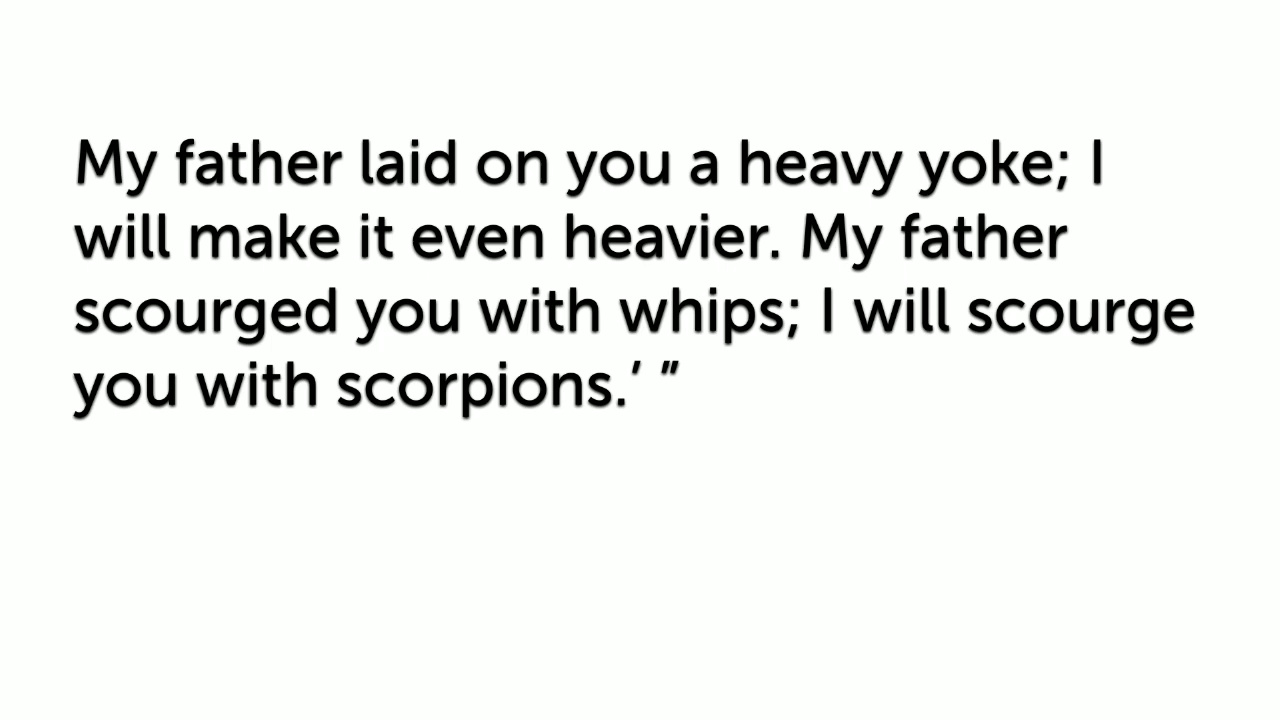 My father laid on you a heavy yoke; I
will make it even heavier. My father
scourged you with whips; I will scourge
you with scorpions.’ ”